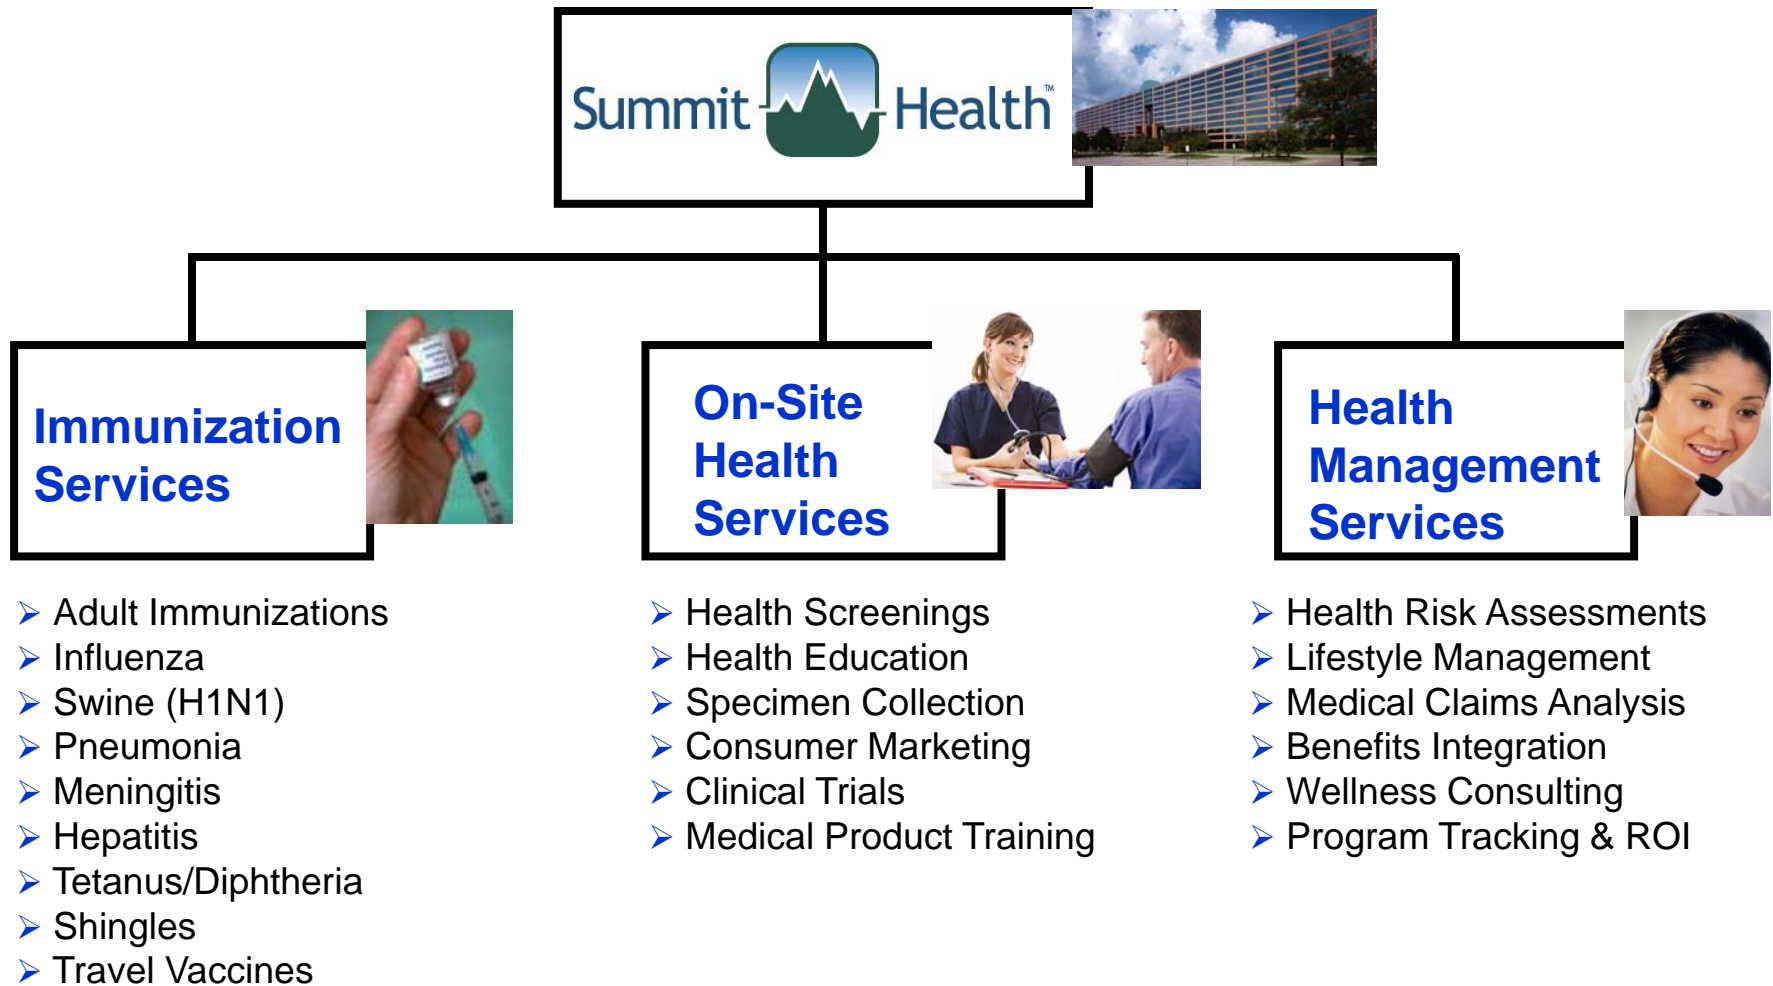 Summit Health™
Immunization
Services
On-Site
Health
Services
Health
Management
Services
➢ Adult Immunizations
➢ Influenza
➢ Swine (H1N1)
➢ Pneumonia
➢ Meningitis
➢ Hepatitis
➢ Tetanus/Diphtheria
➢ Shingles
➢ Travel Vaccines
➢ Health Screenings
➢ Health Education
➢ Specimen Collection
➢ Consumer Marketing
➢ Clinical Trials
➢ Medical Product Training
➢ Health Risk Assessments
➢ Lifestyle Management
➢ Medical Claims Analysis
➢ Benefits Integration
➢ Wellness Consulting
➢ Program Tracking & ROI